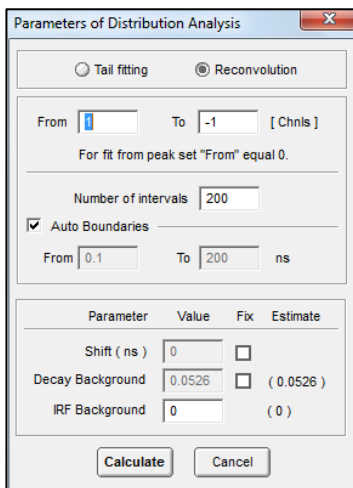 Parameters of Distribution Analysis
Tail fitting Reconvolution
From 1 To -1 [ Chnls ]
For fit from peak set "From" equal 0.
Number of intervals 200
Auto Boundaries
From 0.1 To 200 ns
Parameter Value Fix Estimate
Shift ( ns ) 0
Decay Background 0.0526 ( 0.0526 )
IRF Background 0 ( 0 )
Calculate Cancel